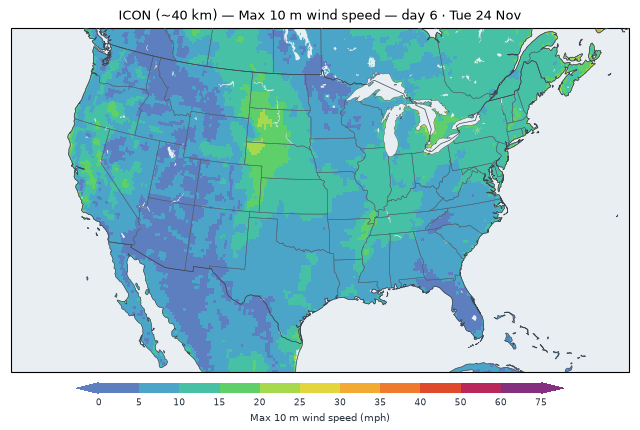 ICON (~40 km) — Max 10 m wind speed — day 6 · Tue 24 Nov
0 5 10 15 20 25 30 35 40 50 60 75
Max 10 m wind speed (mph)